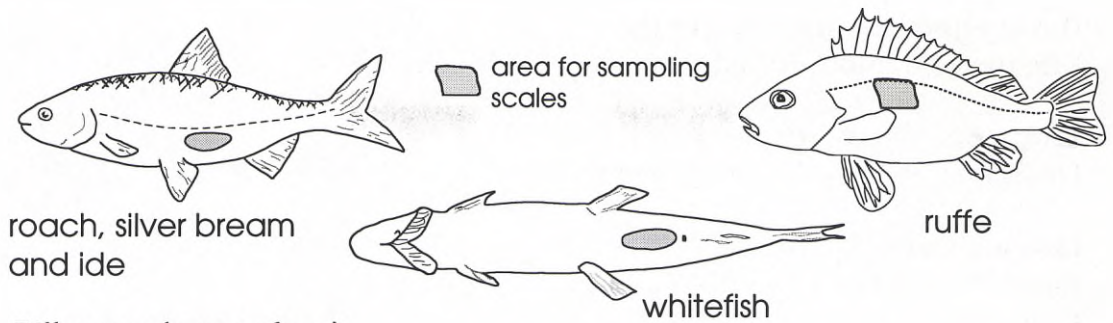 area for sampling
scales
roach, silver bream
and ide
ruffe
whitefish